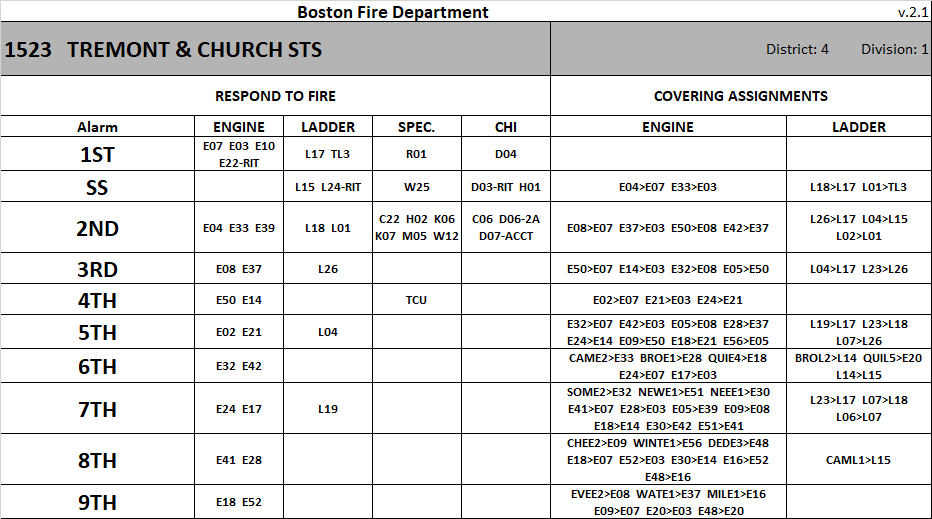 Boston Fire Department v.2.1
1523 TREMONT & CHURCH STS District: 4 Division: 1
RESPOND TO FIRE COVERING ASSIGNMENTS
Alarm ENGINE LADDER SPEC. CHI ENGINE LADDER
1ST E07 E03 E10 L17 TL3 R01 D04
E22-RIT
SS L15 L24-RIT W25 D03-RIT H01 E04>E07 E33>E03 L18>L17 L01>TL3
2ND E04 E33 E39 L18 L01 C22 H02 K06 C06 D06-2A E08>E07 E37>E03 E50>E08 E42>E37 L26>L17 L04>L15
K07 M05 W12 D07-ACCT L02>L01
3RD E08 E37 L26 E50>E07 E14>E03 E32>E08 E05>E50 L04>L17 L23>L26
4TH E50 E14 TCU E02>E07 E21>E03 E24>E21
5TH E02 E21 L04 E32>E07 E42>E03 E05>E08 E28>E37 L19>L17 L23>L18
E24>E14 E09>E50 E18>E21 E56>E05 L07>L26
6TH E32 E42 CAME2>E33 BROE1>E28 QUIE4>E18 BROL2>L14 QUIL5>E20
E24>E07 E17>E03 L14>L15
7TH E24 E17 L19 SOME2>E32 NEWE1>E51 NEEE1>E30 L23>L17 L07>L18
E41>E07 E28>E03 E05>E39 E09>E08 L06>L07
E18>E14 E30>E42 E51>E41
8TH E41 E28 CHEE2>E09 WINTE1>E56 DEDE3>E48 CAML1>L15
E18>E07 E52>E03 E30>E14 E16>E52
E48>E16
9TH E18 E52 EVEE2>E08 WATE1>E37 MILE1>E16
E09>E07 E20>E03 E48>E20